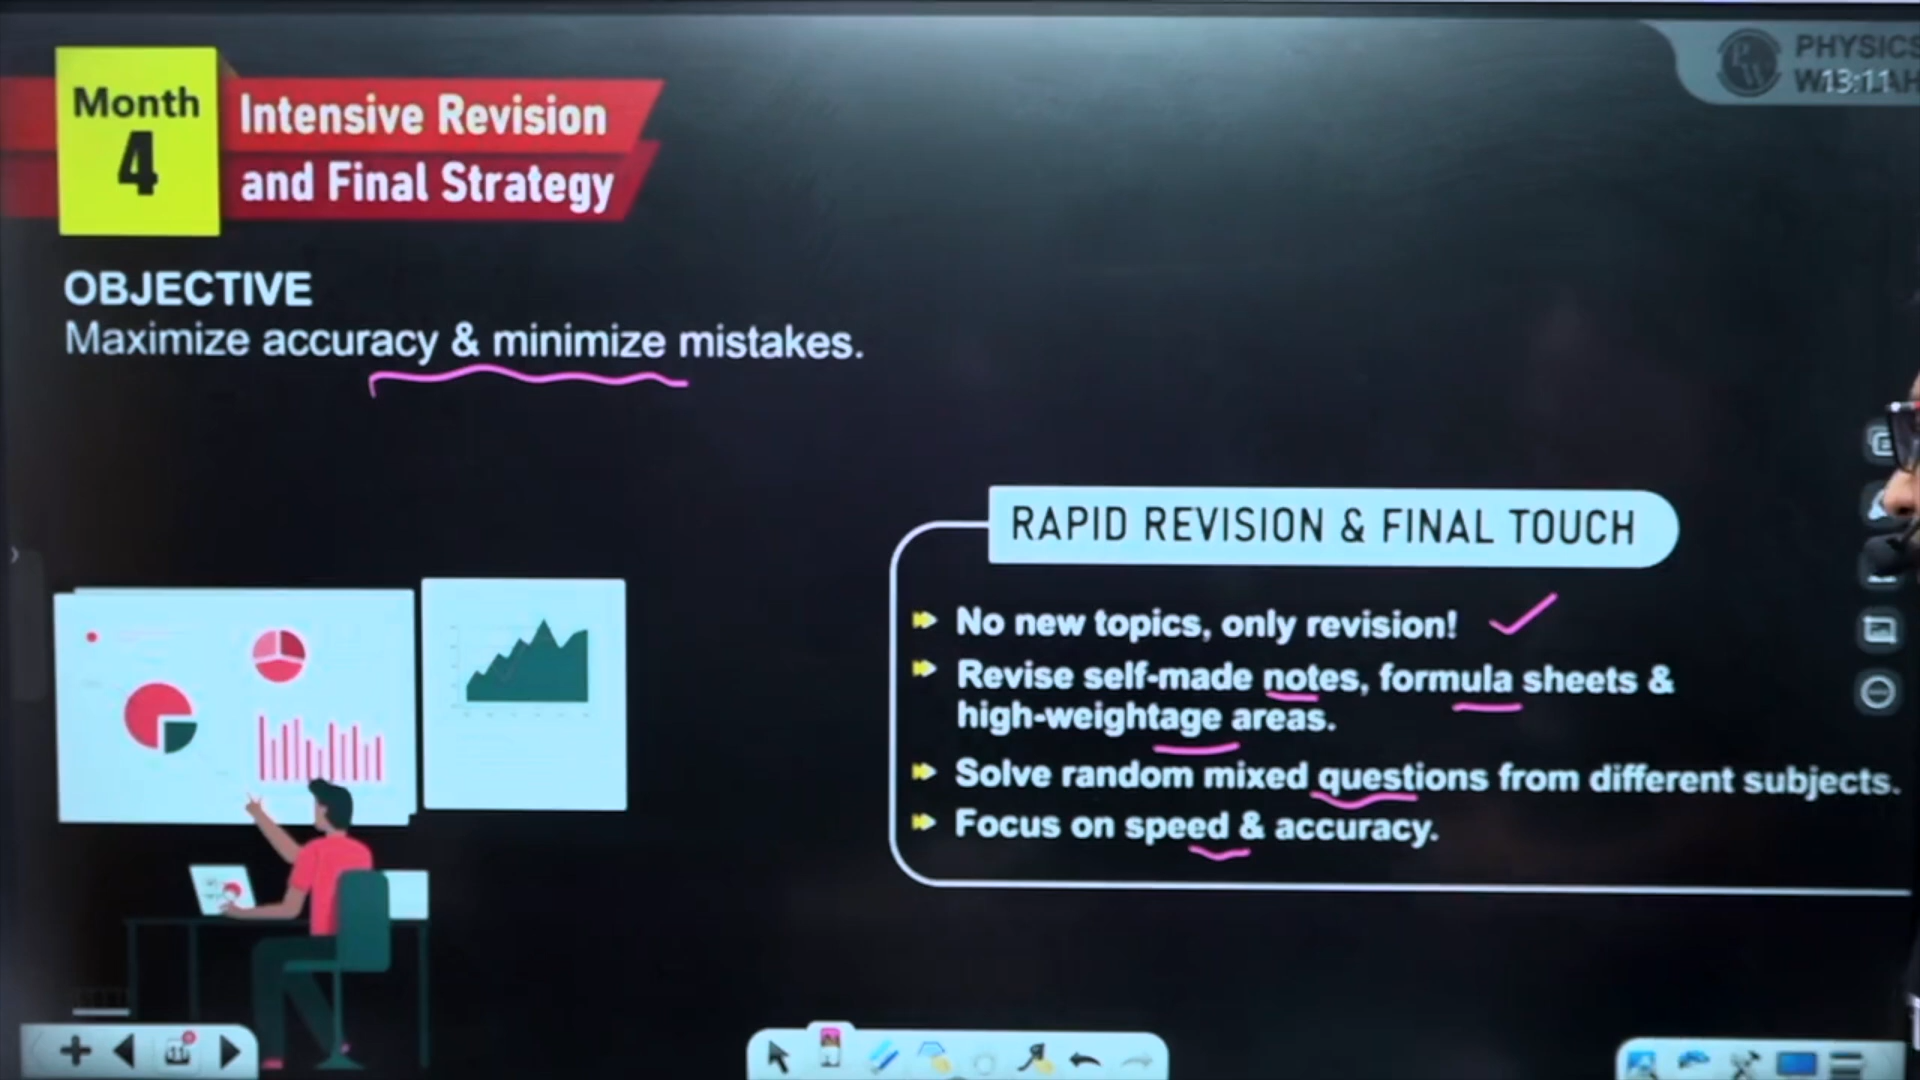 Month
4
Intensive Revision
and Final Strategy
PHYSICS
13:11
OBJECTIVE
Maximize accuracy & minimize mistakes.
RAPID REVISION & FINAL TOUCH
No new topics, only revision!
Revise self-made notes, formula sheets &
high-weightage areas.
Solve random mixed questions from different subjects.
Focus on speed & accuracy.